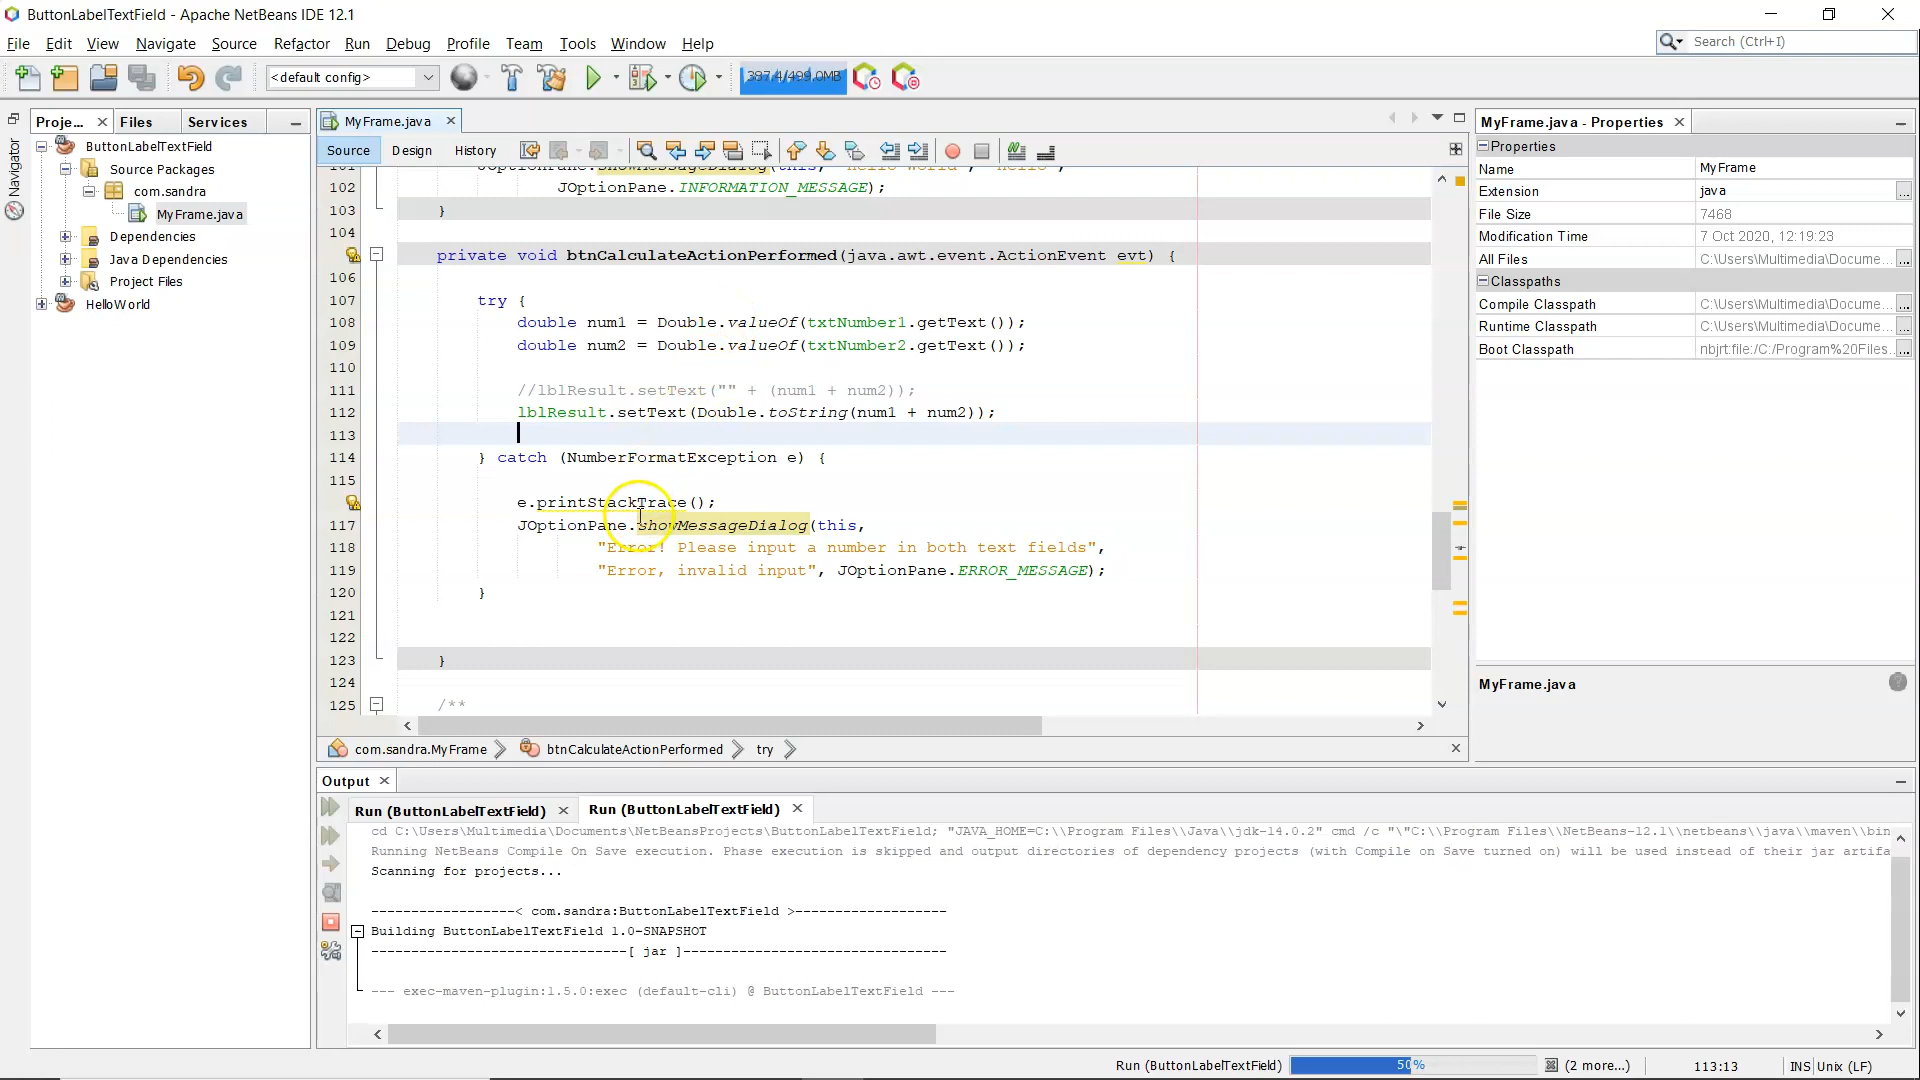 ButtonLabelTextField - Apache NetBeans IDE 12.1
File Edit View Navigate Source Refactor Run Debug Profile Team Tools Window Help
Search (Ctrl+I)
<default config>
397.4/499.0MB
Proje... Files Services
Navigator
ButtonLabelTextField
Source Packages
com.sandra
MyFrame.java
Dependencies
Java Dependencies
Project Files
HelloWorld
MyFrame.java
Source Design History
102 JOptionPane.INFORMATION_MESSAGE);
103 }
104
private void btnCalculateActionPerformed(java.awt.event.ActionEvent evt) {
106
107 try {
108 double num1 = Double.valueOf(txtNumber1.getText());
109 double num2 = Double.valueOf(txtNumber2.getText());
110
111 //lblResult.setText("" + (num1 + num2));
112 lblResult.setText(Double.toString(num1 + num2));
113
114 } catch (NumberFormatException e) {
115
e.printStackTrace();
117 JOptionPane.showMessageDialog(this,
118 "Error! Please input a number in both text fields",
119 "Error, invalid input", JOptionPane.ERROR_MESSAGE);
120 }
121
122
123 }
124
125 /**
com.sandra.MyFrame btnCalculateActionPerformed try
MyFrame.java - Properties
Properties
Name MyFrame
Extension java
File Size 7468
Modification Time 7 Oct 2020, 12:19:23
All Files C:\Users\Multimedia\Docume...
Classpaths
Compile Classpath C:\Users\Multimedia\Docume...
Runtime Classpath C:\Users\Multimedia\Docume...
Boot Classpath nbjrt:file:/C:/Program%20Files...
MyFrame.java
Output
Run (ButtonLabelTextField) Run (ButtonLabelTextField)
cd C:\Users\Multimedia\Documents\NetBeansProjects\ButtonLabelTextField; "JAVA_HOME=C:\\Program Files\\Java\\jdk-14.0.2" cmd /c "\"C:\\Program Files\\NetBeans-12.1\\netbeans\\java\\maven\\bin
Running NetBeans Compile On Save execution. Phase execution is skipped and output directories of dependency projects (with Compile on Save turned on) will be used instead of their jar artifa
Scanning for projects...
------------------< com.sandra:ButtonLabelTextField >-------------------
Building ButtonLabelTextField 1.0-SNAPSHOT
--------------------------------[ jar ]---------------------------------
--- exec-maven-plugin:1.5.0:exec (default-cli) @ ButtonLabelTextField ---
Run (ButtonLabelTextField) 50% (2 more...) 113:13 INS Unix (LF)